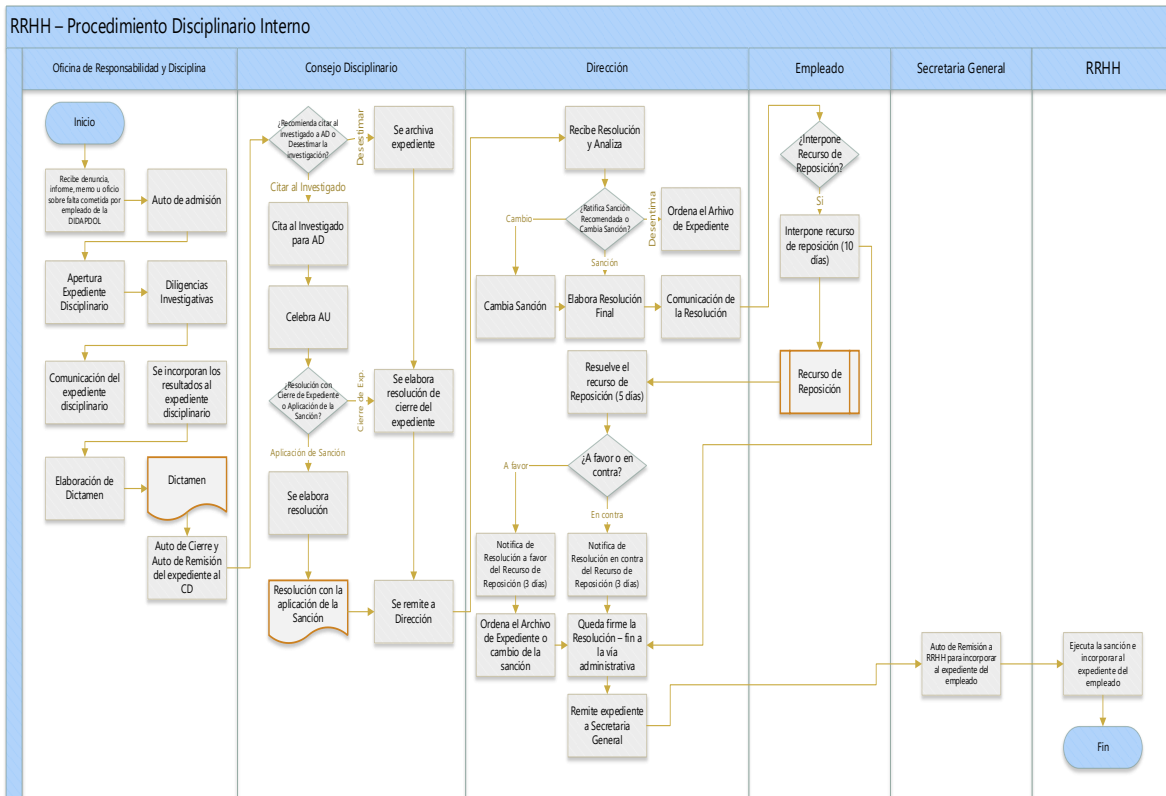 RRHH – Procedimiento Disciplinario Interno
Oficina de Responsabilidad y Disciplina
Consejo Disciplinario
Dirección
Empleado
Secretaria General
RRHH
Inicio
Recibe denuncia,
informe, memo u oficio
sobre falta cometida por
empleado de la
DIDADPOL
Auto de admisión
Apertura
Expediente
Disciplinario
Diligencias
Investigativas
Comunicación del
expediente
disciplinario
Se incorporan los
resultados al
expediente
disciplinario
Elaboración de
Dictamen
Dictamen
Auto de Cierre y
Auto de Remisión
del expediente al
CD
¿Recomienda citar al
investigado a AD o
Desestimar la
investigación?
Desestimar
Se archiva
expediente
Citar al Investigado
Cita al Investigado
para AD
Celebra AU
¿Resolución con
Cierre de Expediente
o Aplicación de la
Sanción?
Cierre de Exp.
Se elabora
resolución de
cierre del
expediente
Aplicación de Sanción
Se elabora
resolución
Resolución con la
aplicación de la
Sanción
Se remite a
Dirección
Recibe Resolución
y Analiza
¿Ratifica Sanción
Recomendada o
Cambia Sanción?
Cambio
Desentima
Ordena el Arhivo
de Expediente
Sanción
Cambia Sanción
Elabora Resolución
Final
Comunicación de
la Resolución
Resuelve el
recurso de
Reposición (5 días)
¿A favor o en
contra?
A favor
En contra
Notifica de
Resolución a favor
del Recurso de
Reposición (3 días)
Notifica de
Resolución en contra
del Recurso de
Reposición (3 días)
Ordena el Archivo
de Expediente o
cambio de la
sanción
Queda firme la
Resolución – fin a
la vía
administrativa
Remite expediente
a Secretaria
General
¿Interpone
Recurso de
Reposición?
Si
Interpone recurso
de reposición (10
días)
Recurso de
Reposición
Auto de Remisión a
RRHH para incorporar
al expediente del
empleado
Ejecuta la sanción e
incorporar al
expediente del
empleado
Fin